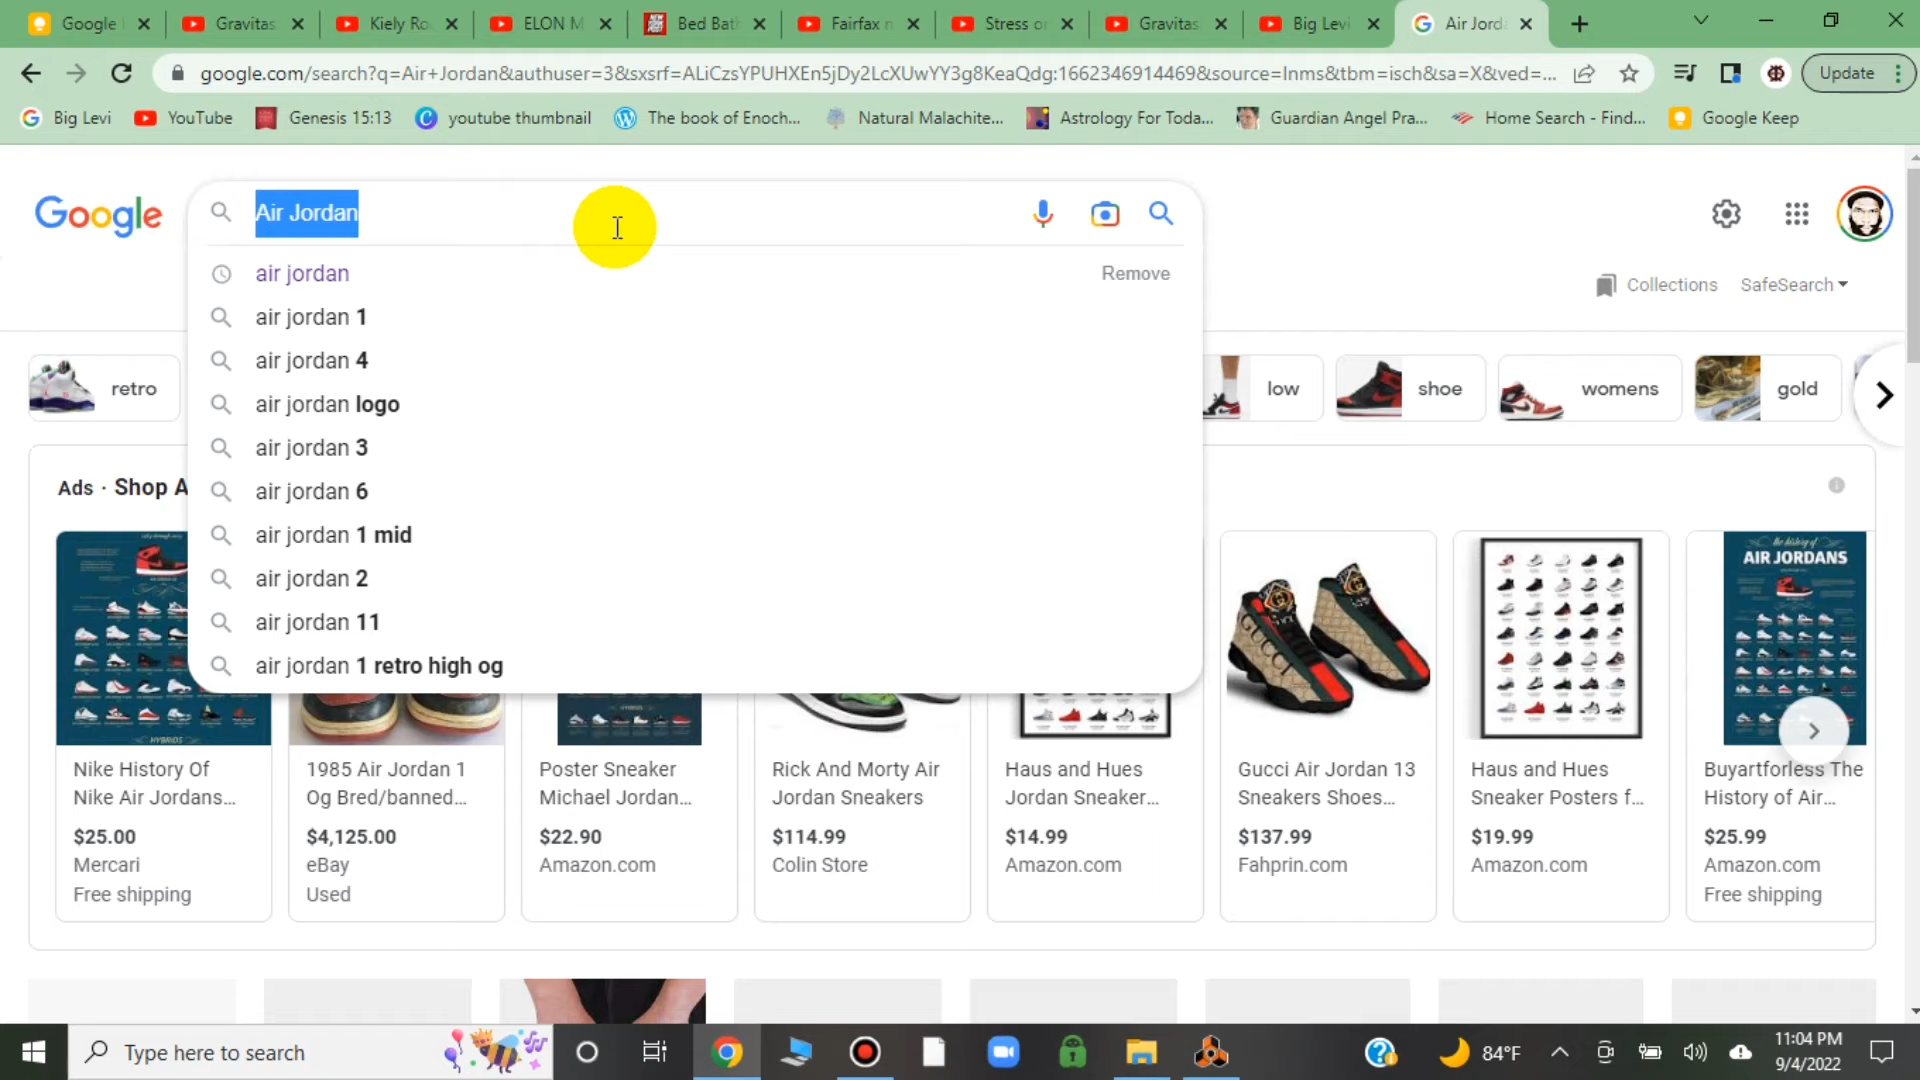 Google
Gravitas
Kiely Ro
ELON M
Bed Bat
Fairfax n
Stress or
Gravitas
Big Levi
Air Jord
google.com/search?q=Air+Jordan&authuser=3&sxsrf=ALiCzsYPUHXEn5jDy2LcXUwYY3g8KeaQdg:1662346914469&source=lnms&tbm=isch&sa=X&ved=...
Update
Big Levi
YouTube
Genesis 15:13
youtube thumbnail
The book of Enoch...
Natural Malachite...
Astrology For Toda...
Guardian Angel Pra...
Home Search - Find...
Google Keep
Google
Air Jordan
air jordan
Remove
air jordan 1
air jordan 4
air jordan logo
air jordan 3
air jordan 6
air jordan 1 mid
air jordan 2
air jordan 11
air jordan 1 retro high og
Collections
SafeSearch
retro
low
shoe
womens
gold
Ads · Shop A
HYBRIDS
GUCCI
the history of
AIR JORDANS
Nike History Of
Nike Air Jordans...
$25.00
Mercari
Free shipping
1985 Air Jordan 1
Og Bred/banned...
$4,125.00
eBay
Used
Poster Sneaker
Michael Jordan...
$22.90
Amazon.com
Rick And Morty Air
Jordan Sneakers
$114.99
Colin Store
Haus and Hues
Jordan Sneaker...
$14.99
Amazon.com
Gucci Air Jordan 13
Sneakers Shoes...
$137.99
Fahprin.com
Haus and Hues
Sneaker Posters f...
$19.99
Amazon.com
Buyartforless The
History of Air...
$25.99
Amazon.com
Free shipping
Type here to search
84°F
11:04 PM
9/4/2022